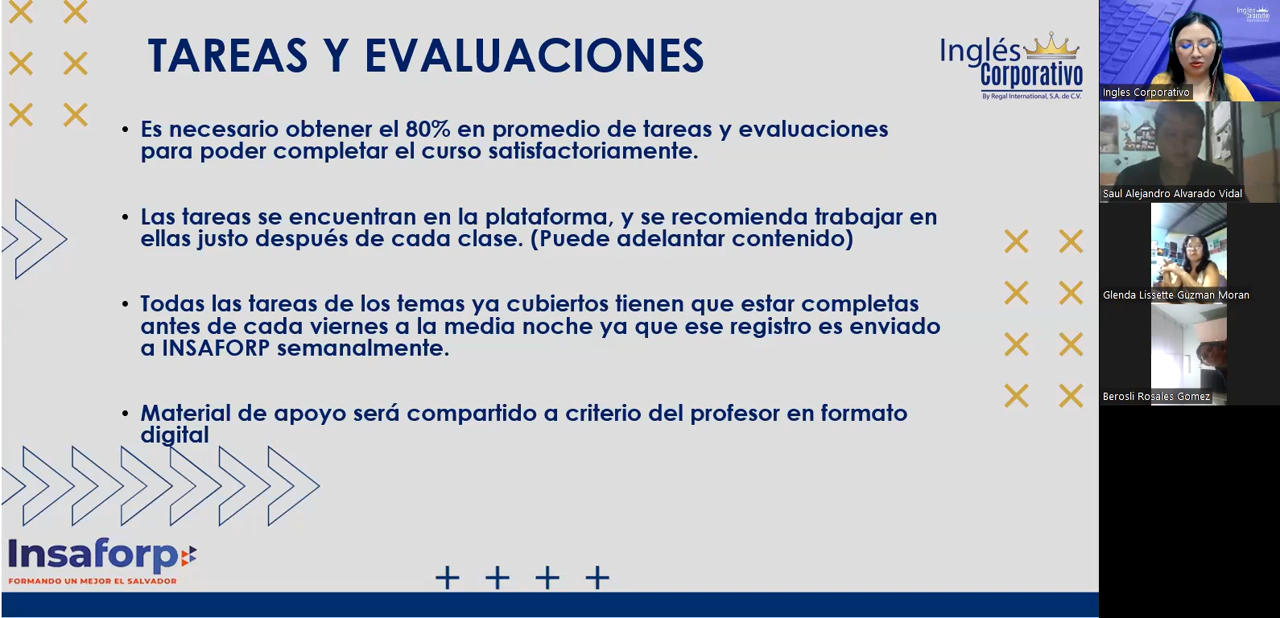 TAREAS Y EVALUACIONES
Inglés
Corporativo
By Regal International, S.A. de C.V.
• Es necesario obtener el 80% en promedio de tareas y evaluaciones
para poder completar el curso satisfactoriamente.
• Las tareas se encuentran en la plataforma, y se recomienda trabajar en
ellas justo después de cada clase. (Puede adelantar contenido)
• Todas las tareas de los temas ya cubiertos tienen que estar completas
antes de cada viernes a la media noche ya que ese registro es enviado
a INSAFORP semanalmente.
• Material de apoyo será compartido a criterio del profesor en formato
digital
Insaforp
FORMANDO UN MEJOR EL SALVADOR
Inglés
Ingles Corporativo
Saul Alejandro Alvarado Vidal
Glenda Lissette Guzman Moran
Berosli Rosales Gomez